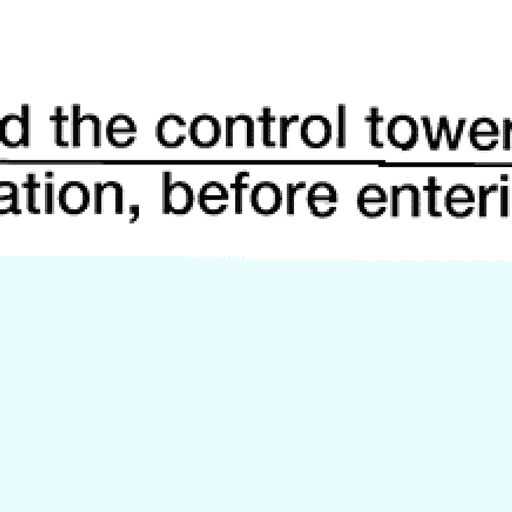 d the control tower
ation, before enteri